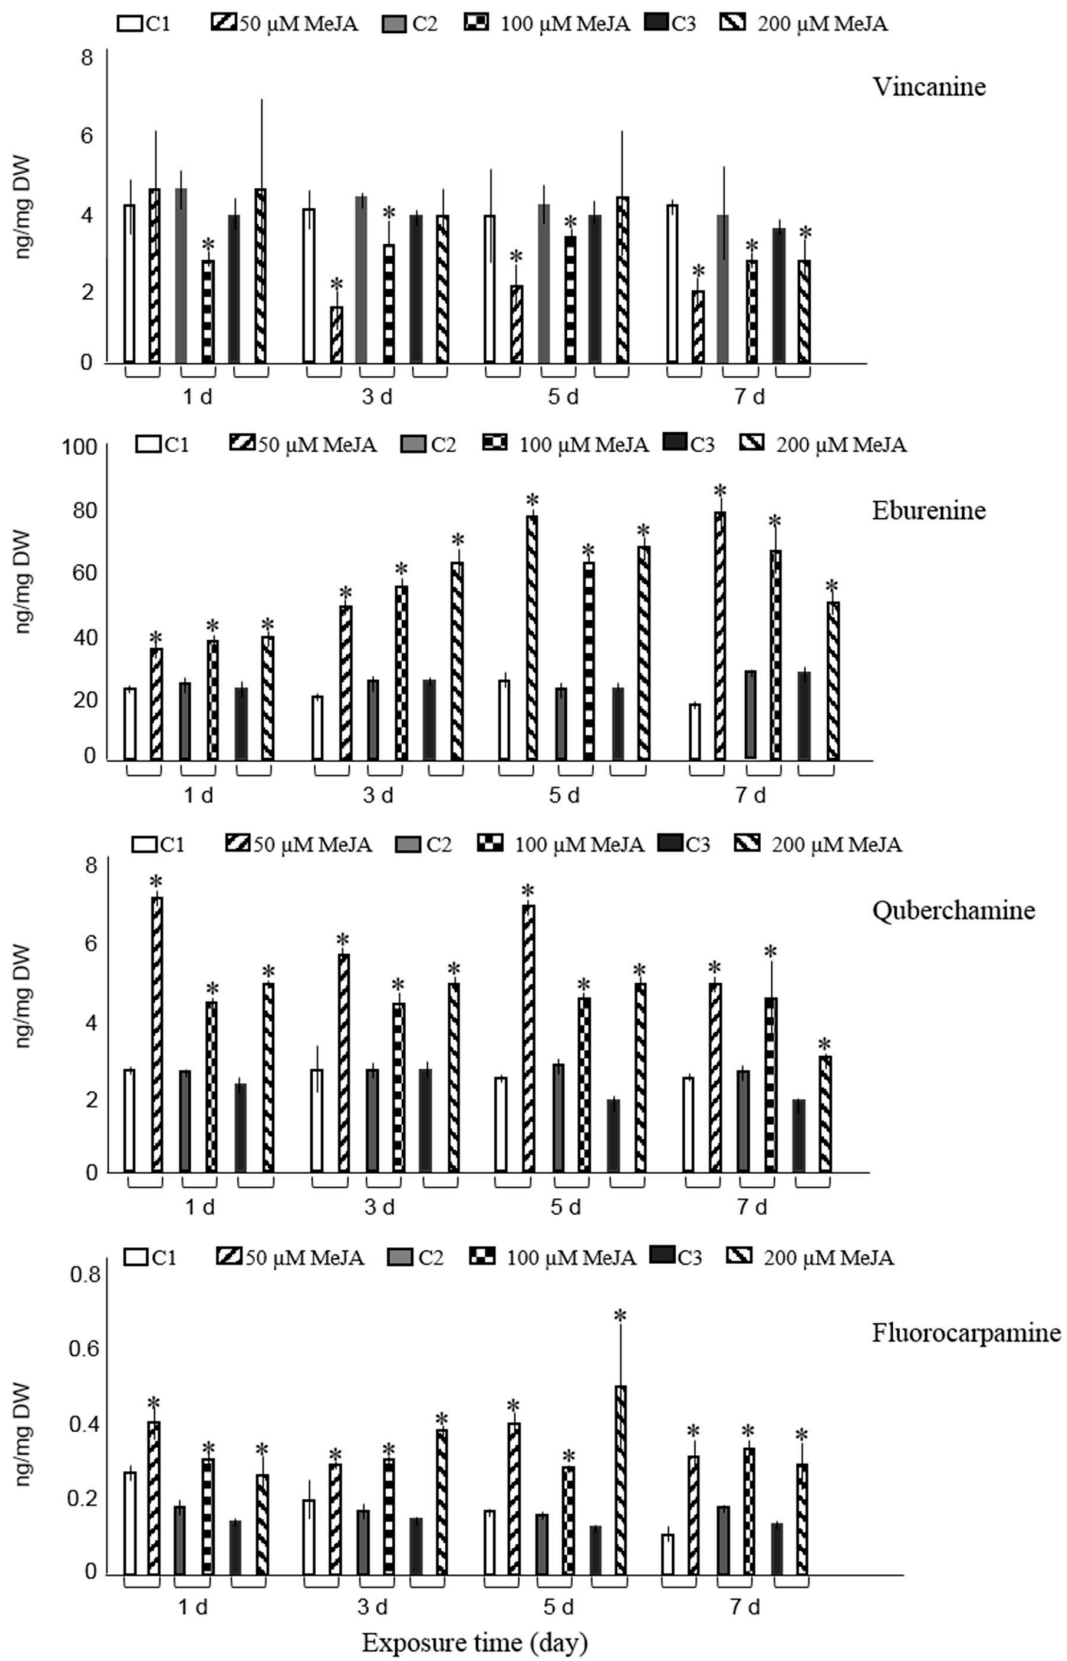 C1 50 µM MeJA C2 100 µM MeJA C3 200 µM MeJA
Vincanine
ng/mg DW
8
6
4
2
0
* * * * * * * *
1 d 3 d 5 d 7 d
C1 50 µM MeJA C2 100 µM MeJA C3 200 µM MeJA
Eburenine
ng/mg DW
100
80
60
40
20
0
* * * * * * * * * * * *
1 d 3 d 5 d 7 d
C1 50 µM MeJA C2 100 µM MeJA C3 200 µM MeJA
Quberchamine
ng/mg DW
8
6
4
2
0
* * * * * * * * * * * *
1 d 3 d 5 d 7 d
C1 50 µM MeJA C2 100 µM MeJA C3 200 µM MeJA
Fluorocarpamine
ng/mg DW
0.8
0.6
0.4
0.2
0
* * * * * * * * * * * *
1 d 3 d 5 d 7 d
Exposure time (day)